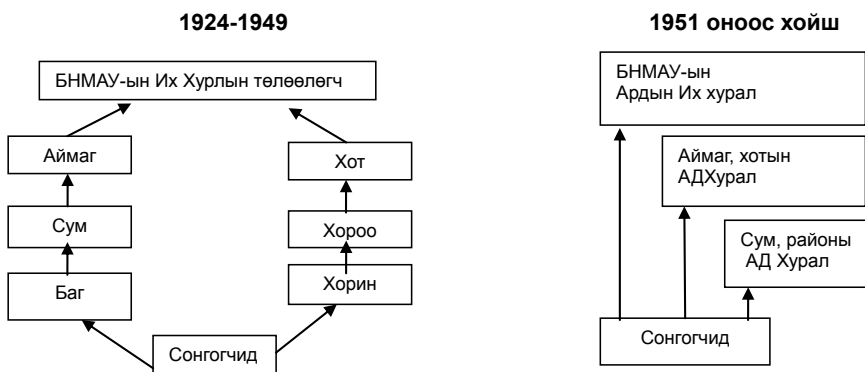 1924-1949
БНМАУ-ын Их Хурлын төлөөлөгч
Аймаг
Хот
Сум
Хороо
Баг
Хорин
Сонгогчид
1951 оноос хойш
БНМАУ-ын
Ардын Их хурал
Аймаг, хотын
АДХурал
Сум, районы
АД Хурал
Сонгогчид